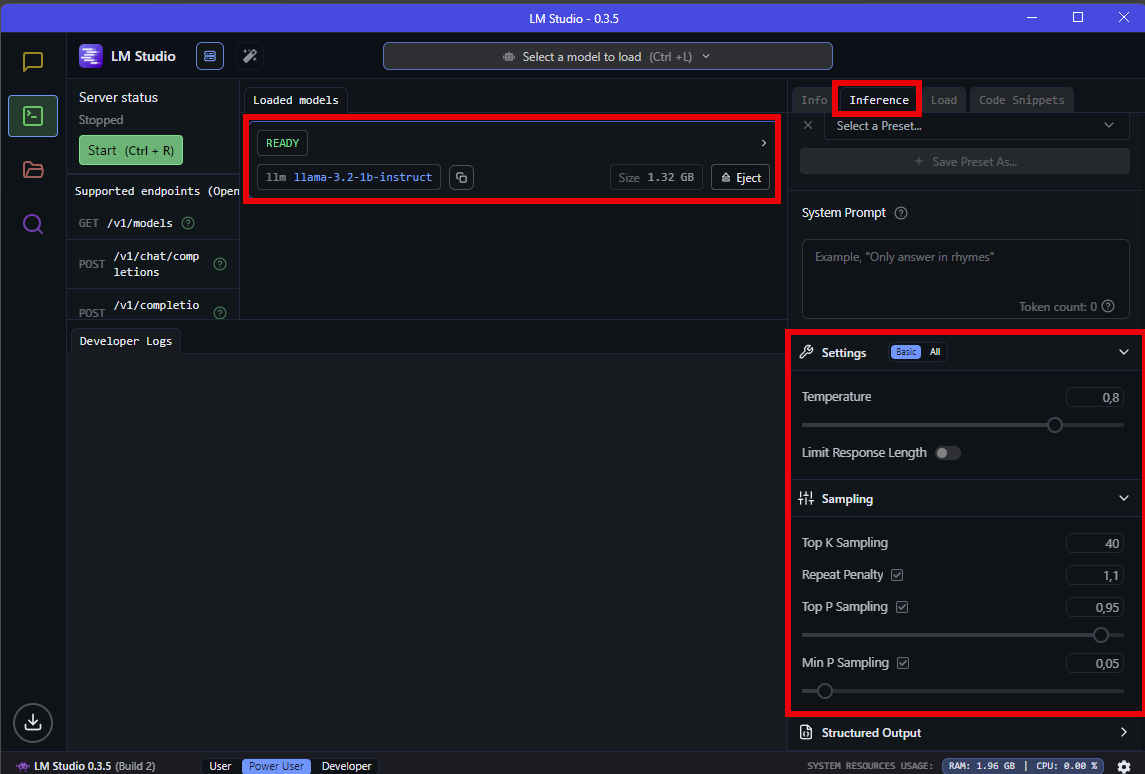 LM Studio - 0.3.5
LM Studio
Select a model to load (Ctrl +L)
Server status
Stopped
Start (Ctrl + R)
Supported endpoints (Open
GET /v1/models ?
POST /v1/chat/comp
letions ?
POST /v1/completio ?
Loaded models
READY
llm llama-3.2-1b-instruct
Size 1.32 GB
Eject
Developer Logs
Info Inference Load Code Snippets
Select a Preset...
+ Save Preset As...
System Prompt ?
Example, "Only answer in rhymes"
Token count: 0 ?
Settings Basic All
Temperature 0,8
Limit Response Length
Sampling
Top K Sampling 40
Repeat Penalty 1,1
Top P Sampling 0,95
Min P Sampling 0,05
Structured Output
LM Studio 0.3.5 (Build 2)
User Power User Developer
SYSTEM RESOURCES USAGE: RAM: 1.96 GB | CPU: 0.00 %